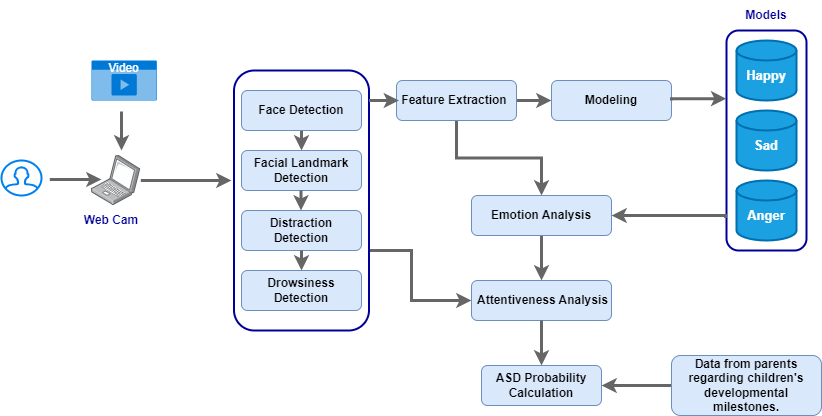 Models
Video
Happy
Face Detection
Feature Extraction
Modeling
Sad
Facial Landmark
Detection
Web Cam
Distraction
Detection
Emotion Analysis
Anger
Drowsiness
Detection
Attentiveness Analysis
ASD Probability
Calculation
Data from parents
regarding children's
developmental
milestones.